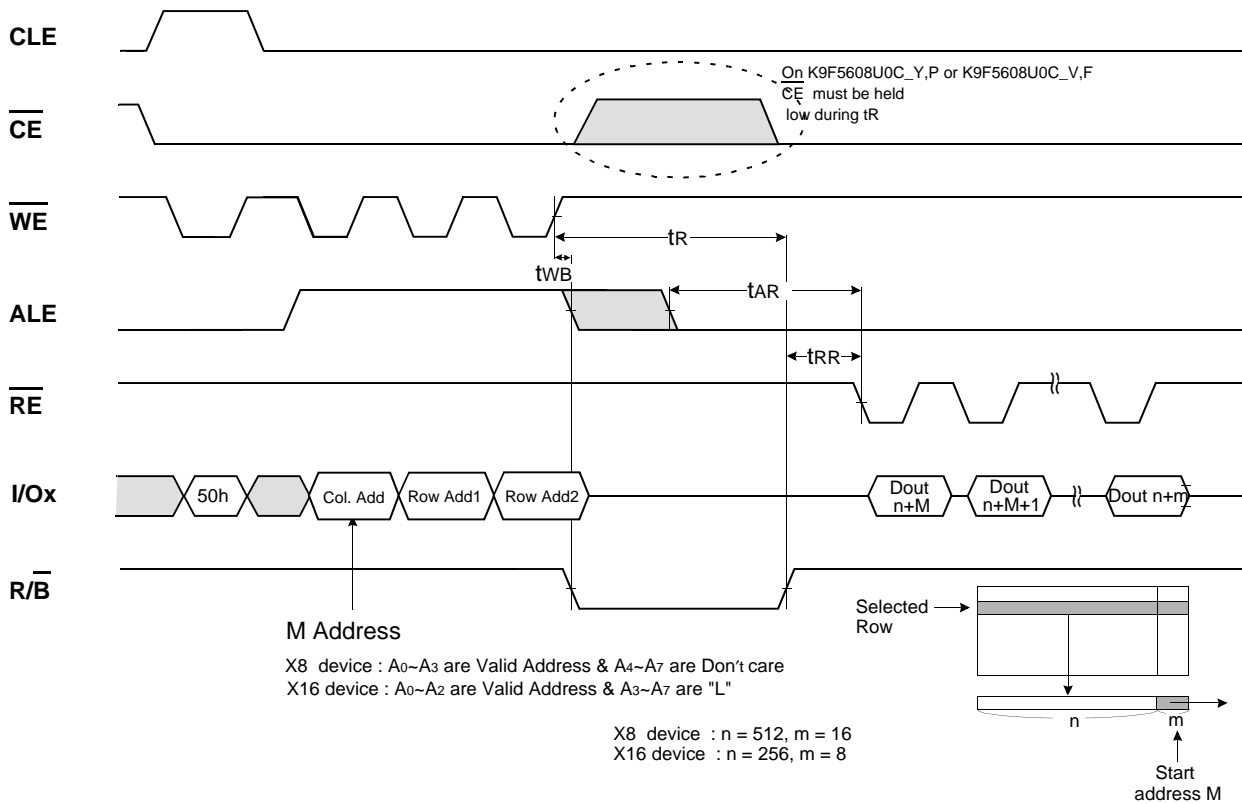 CLE
On K9F5608U0C_Y,P or K9F5608U0C_V,F
CE must be held
low during tR
CE
WE
tR
tWB
tAR
ALE
tRR
RE
I/Ox
50h
Col. Add
Row Add1
Row Add2
Dout
n+M
Dout
n+M+1
Dout n+m
R/B
Selected
Row
M Address
X8 device : A0~A3 are Valid Address & A4~A7 are Don't care
X16 device : A0~A2 are Valid Address & A3~A7 are "L"
n
m
X8 device : n = 512, m = 16
X16 device : n = 256, m = 8
Start
address M